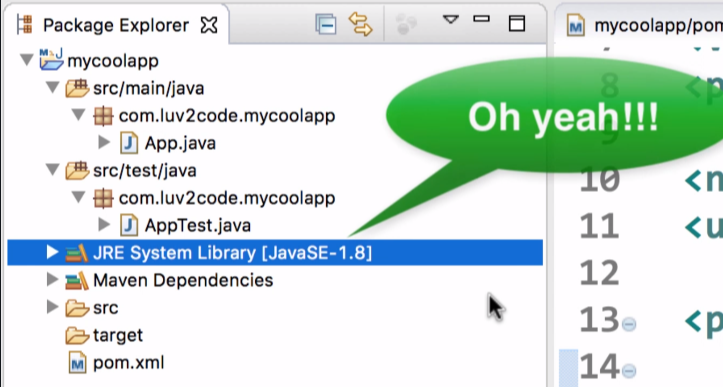 Package Explorer
mycoolapp
src/main/java
com.luv2code.mycoolapp
App.java
src/test/java
com.luv2code.mycoolapp
AppTest.java
JRE System Library [JavaSE-1.8]
Maven Dependencies
src
target
pom.xml
Oh yeah!!!
mycoolapp/pom
8 <p
9
10 <n
11 <u
12
13 <p
14